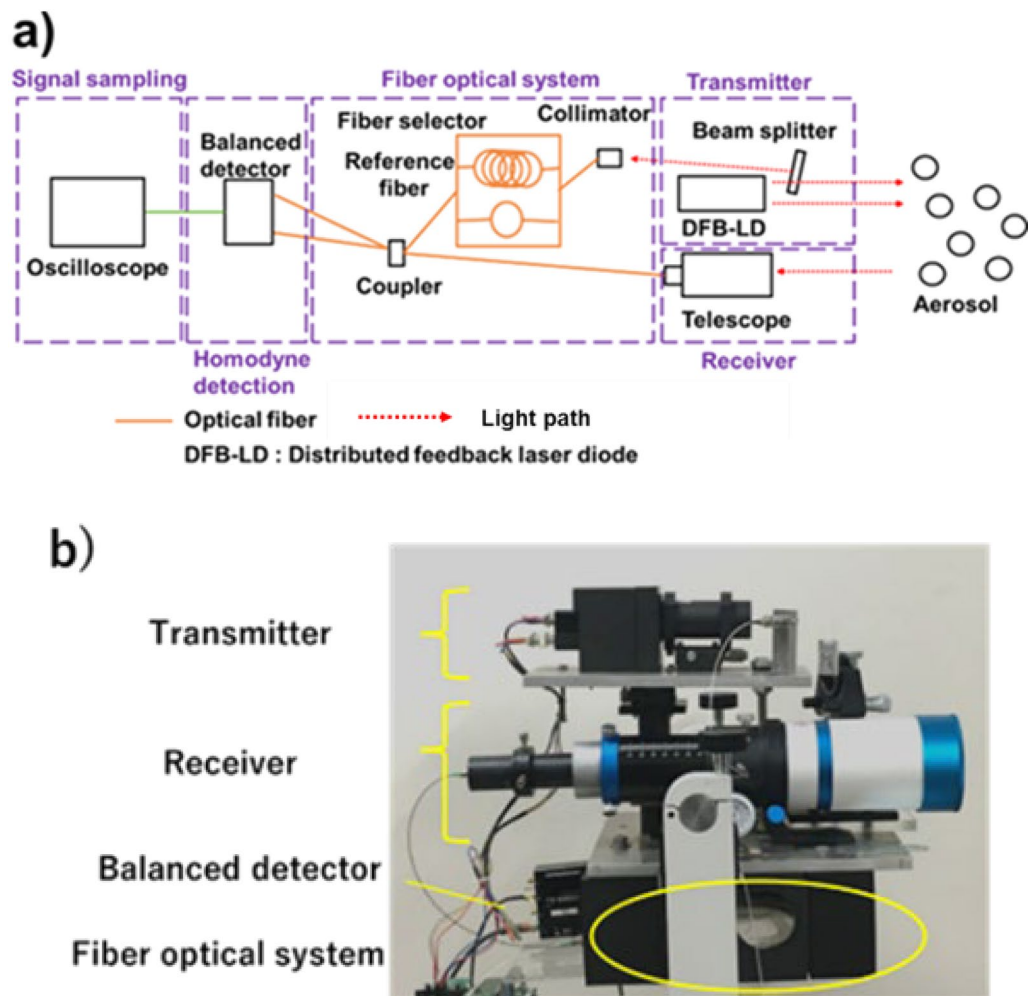 a)
Signal sampling
Fiber optical system
Transmitter
Balanced
detector
Fiber selector
Reference
fiber
Collimator
Beam splitter
DFB-LD
Oscilloscope
Coupler
Telescope
Aerosol
Homodyne
detection
Receiver
Optical fiber
Light path
DFB-LD : Distributed feedback laser diode
b)
Transmitter
Receiver
Balanced detector
Fiber optical system